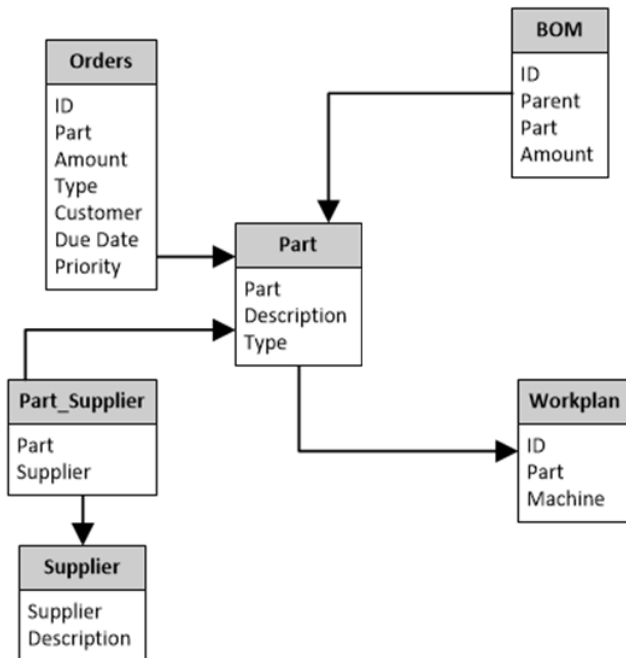 Orders
ID
Part
Amount
Type
Customer
Due Date
Priority
BOM
ID
Parent
Part
Amount
Part
Part
Description
Type
Part_Supplier
Part
Supplier
Workplan
ID
Part
Machine
Supplier
Supplier
Description